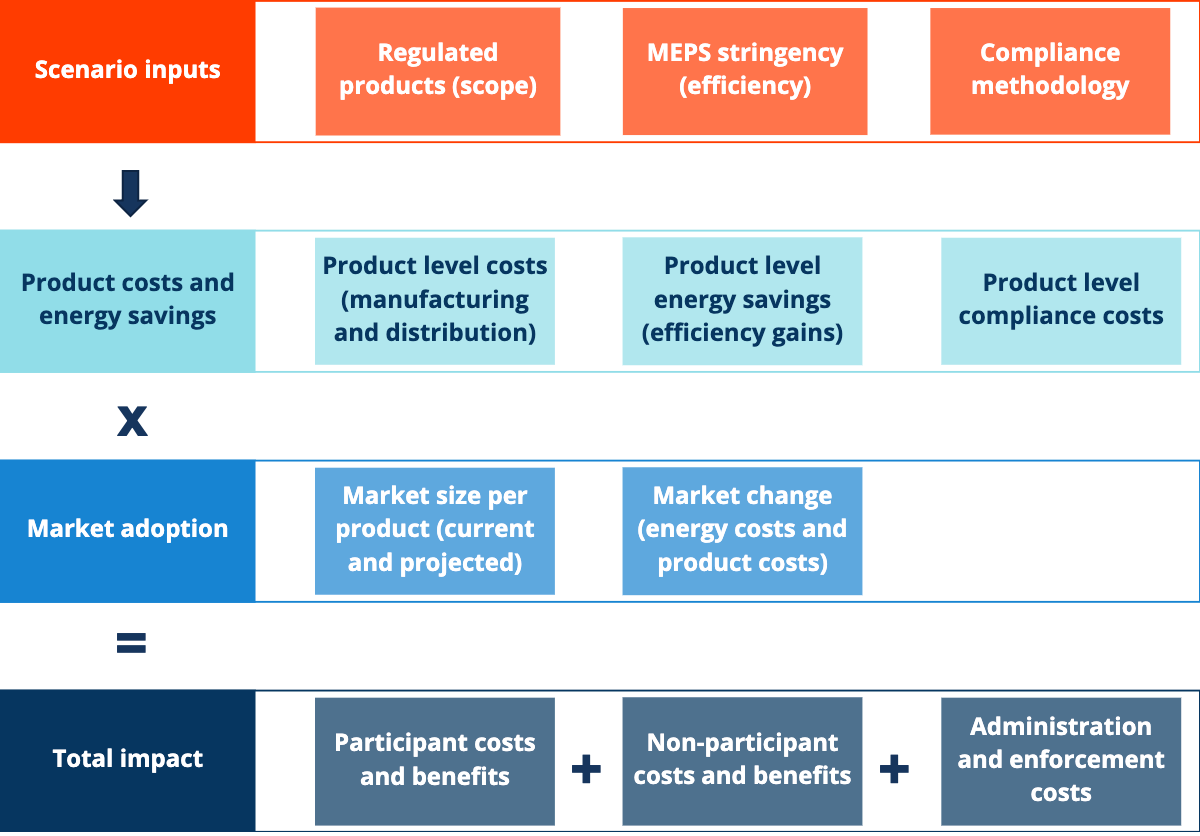 Scenario inputs
Regulated
products (scope)
MEPS stringency
(efficiency)
Compliance
methodology
Product costs and
energy savings
Product level costs
(manufacturing
and distribution)
Product level
energy savings
(efficiency gains)
Product level
compliance costs
x
Market adoption
Market size per
product (current
and projected)
Market change
(energy costs and
product costs)
=
Total impact
Participant costs
and benefits
+
Non-participant
costs and benefits
+
Administration
and enforcement
costs